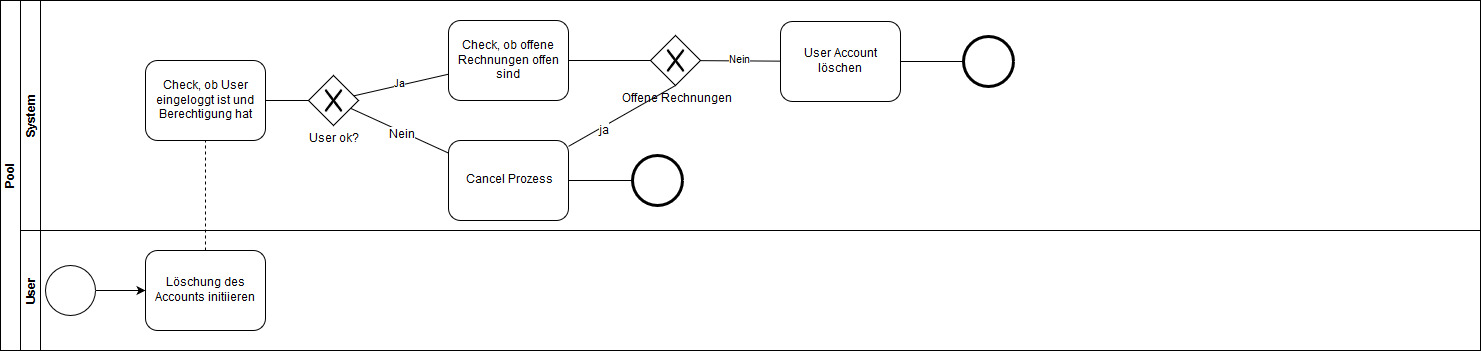 Pool
System
Check, ob User
eingeloggt ist und
Berechtigung hat
User ok?
Ja
Nein
Check, ob offene
Rechnungen offen
sind
Offene Rechnungen
Nein
ja
User Account
löschen
Cancel Prozess
User
Löschung des
Accounts initiieren